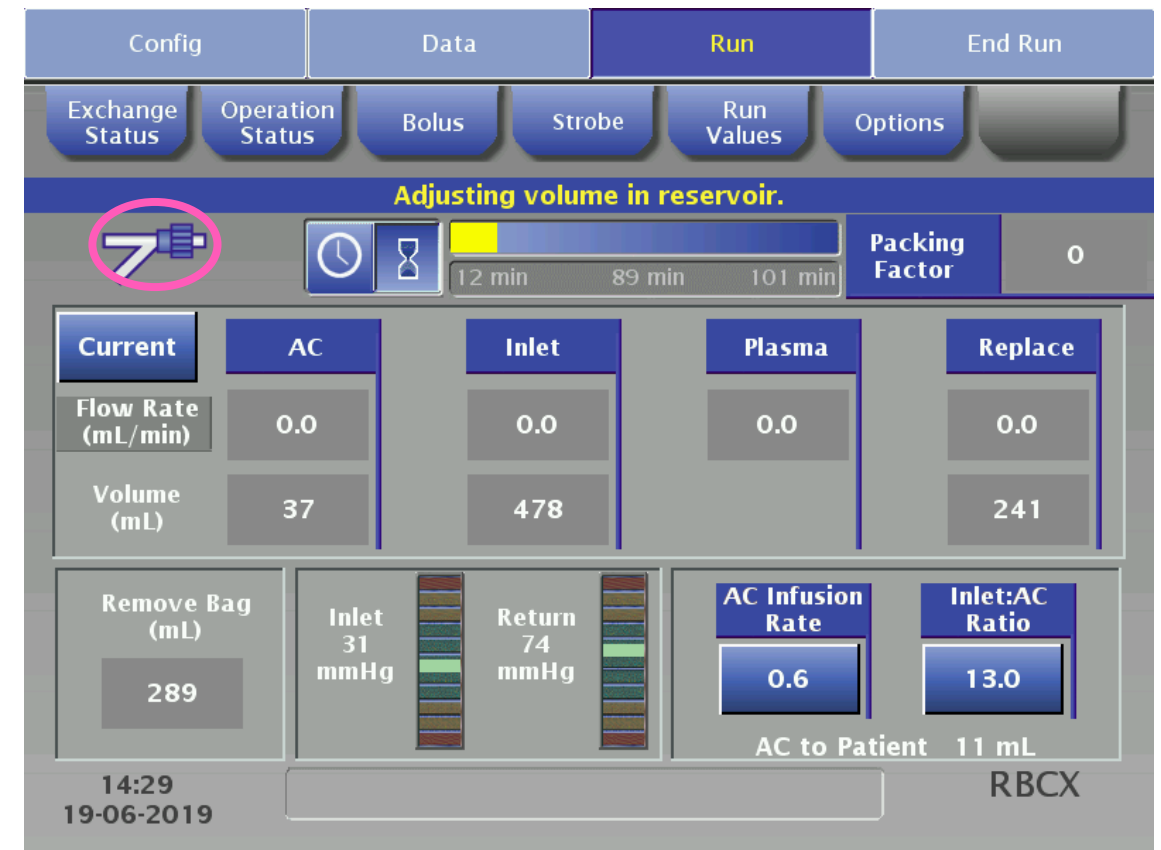 Config
Data
Run
End Run
Exchange
Status
Operation
Status
Bolus
Strobe
Run
Values
Options
Adjusting volume in reservoir.
12 min
89 min
101 min
Packing
Factor
0
Current
AC
Inlet
Plasma
Replace
Flow Rate
(mL/min)
0.0
0.0
0.0
0.0
Volume
(mL)
37
478
241
Remove Bag
(mL)
289
Inlet
31
mmHg
Return
74
mmHg
AC Infusion
Rate
0.6
Inlet:AC
Ratio
13.0
AC to Patient 11 mL
14:29
19-06-2019
RBCX